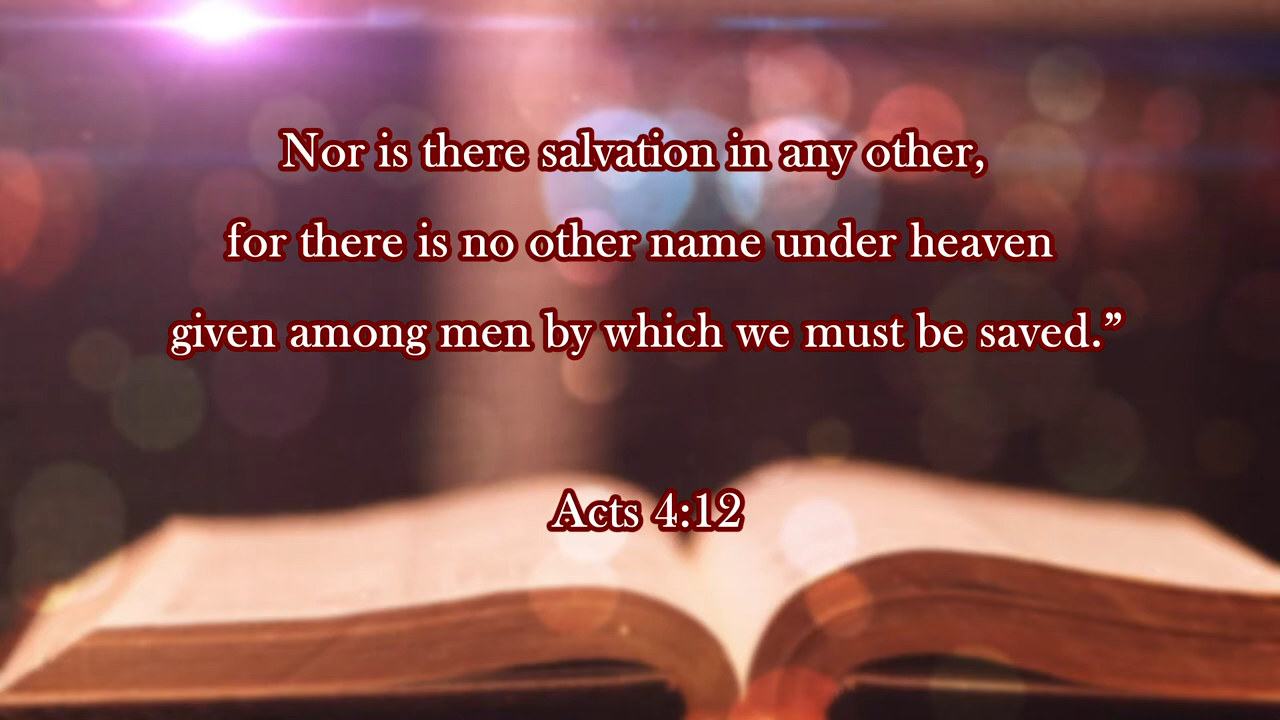 Nor is there salvation in any other,
for there is no other name under heaven
given among men by which we must be saved.”
Acts 4:12